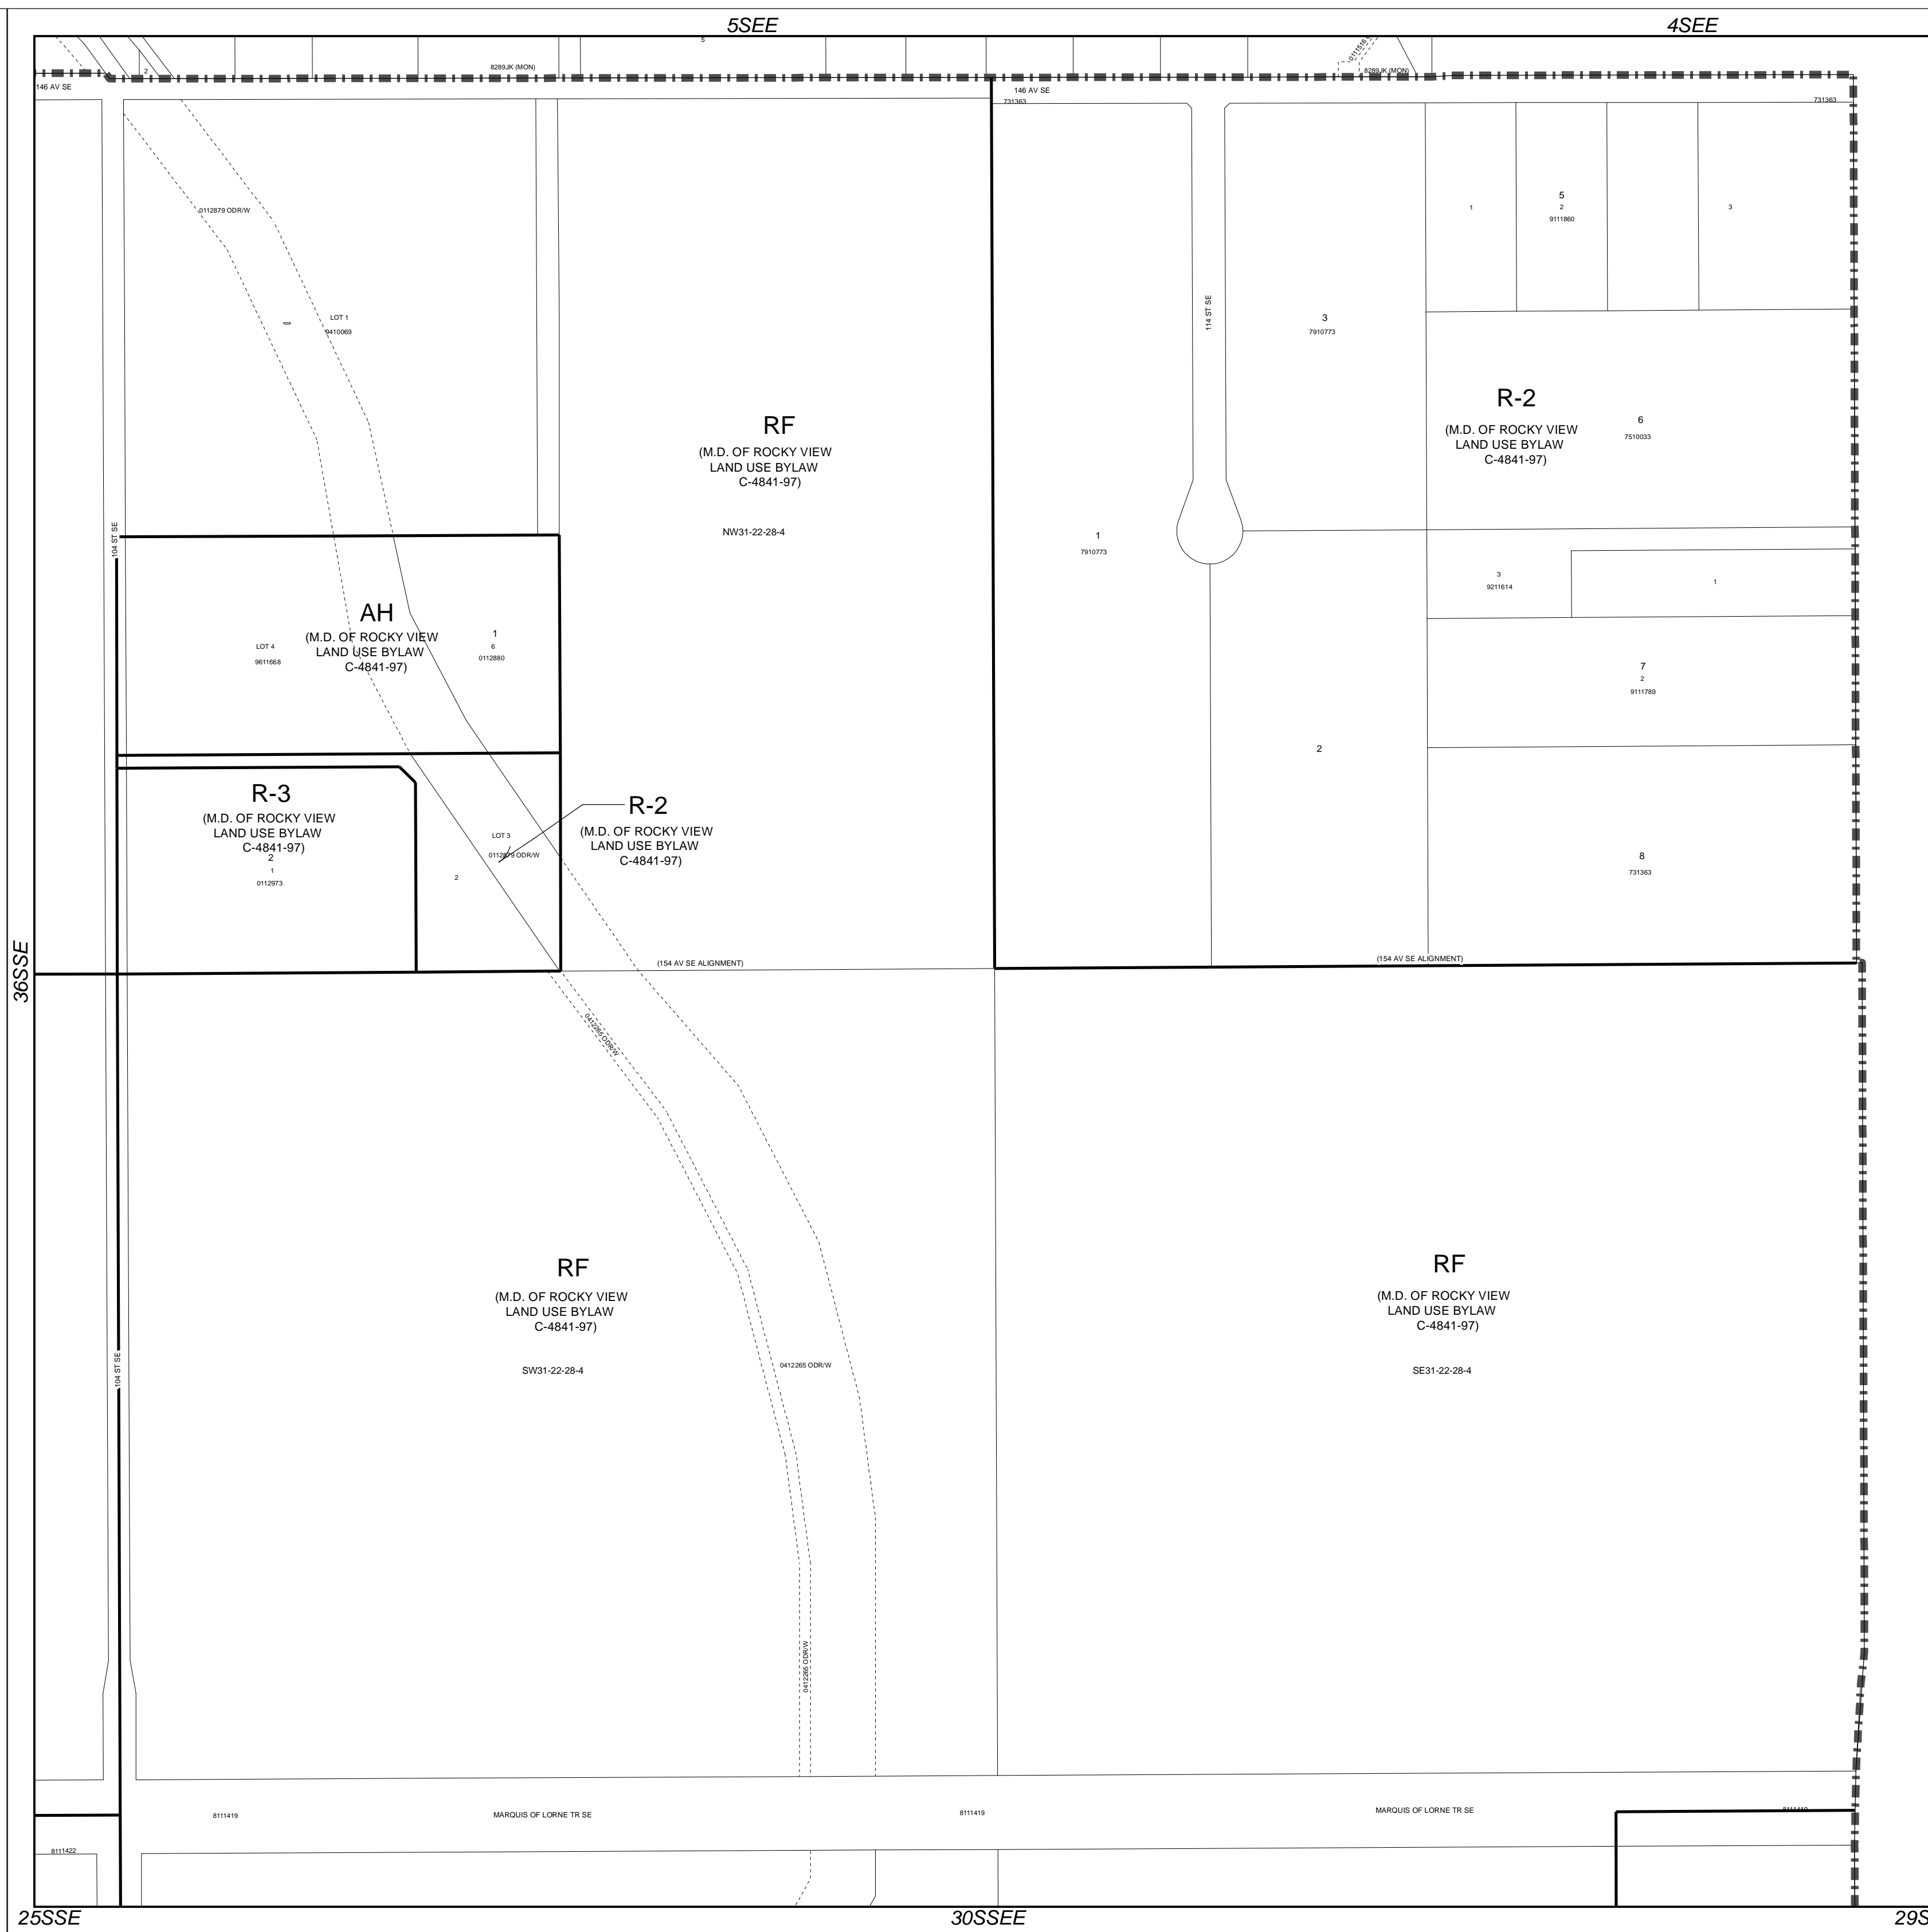 5SEE
4SEE
5
2
8289JK (MON)
8289JK (MON)
146 AV SE
146 AV SE
731363
731363
0112879 ODR/W
LOT 1
9410069
114 ST SE
3
7910773
1
5
2
9111860
3
RF
(M.D. OF ROCKY VIEW
LAND USE BYLAW
C-4841-97)
NW31-22-28-4
R-2
(M.D. OF ROCKY VIEW
LAND USE BYLAW
C-4841-97)
6
7510033
1
7910773
104 ST SE
3
9211614
1
AH
(M.D. OF ROCKY VIEW
LAND USE BYLAW
C-4841-97)
LOT 4
9611668
1
6
0112880
7
2
9111789
2
R-3
(M.D. OF ROCKY VIEW
LAND USE BYLAW
C-4841-97)
2
1
0112973
R-2
(M.D. OF ROCKY VIEW
LAND USE BYLAW
C-4841-97)
LOT 3
0112879 ODR/W
2
8
731363
36SSE
(154 AV SE ALIGNMENT)
(154 AV SE ALIGNMENT)
0412265 ODR/W
RF
(M.D. OF ROCKY VIEW
LAND USE BYLAW
C-4841-97)
SW31-22-28-4
RF
(M.D. OF ROCKY VIEW
LAND USE BYLAW
C-4841-97)
SE31-22-28-4
104 ST SE
0412265 ODR/W
0412265 ODR/W
8111419
MARQUIS OF LORNE TR SE
8111419
MARQUIS OF LORNE TR SE
8111419
8111422
25SSE
30SSEE
29S